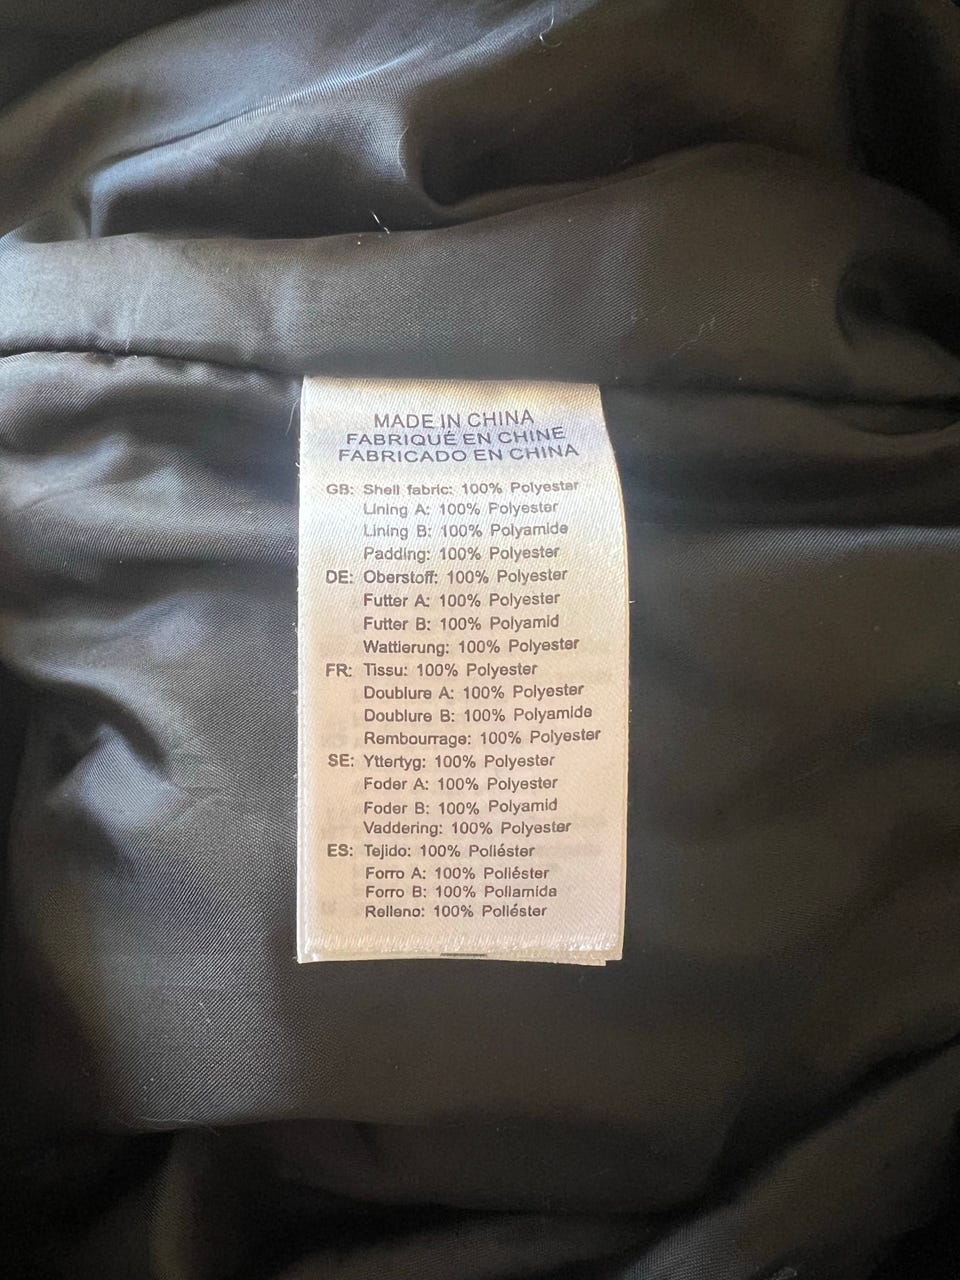 MADE IN CHINA
FABRIQUÉ EN CHINE
FABRICADO EN CHINA
GB: Shell fabric: 100% Polyester
Lining A: 100% Polyester
Lining B: 100% Polyamide
Padding: 100% Polyester
DE: Oberstoff: 100% Polyester
Futter A: 100% Polyester
Futter B: 100% Polyamid
Wattierung: 100% Polyester
FR: Tissu: 100% Polyester
Doublure A: 100% Polyester
Doublure B: 100% Polyamide
Rembourrage: 100% Polyester
SE: Yttertyg: 100% Polyester
Foder A: 100% Polyester
Foder B: 100% Polyamid
Vaddering: 100% Polyester
ES: Tejido: 100% Poliéster
Forro A: 100% Poliéster
Forro B: 100% Poliamida
Relleno: 100% Poliéster